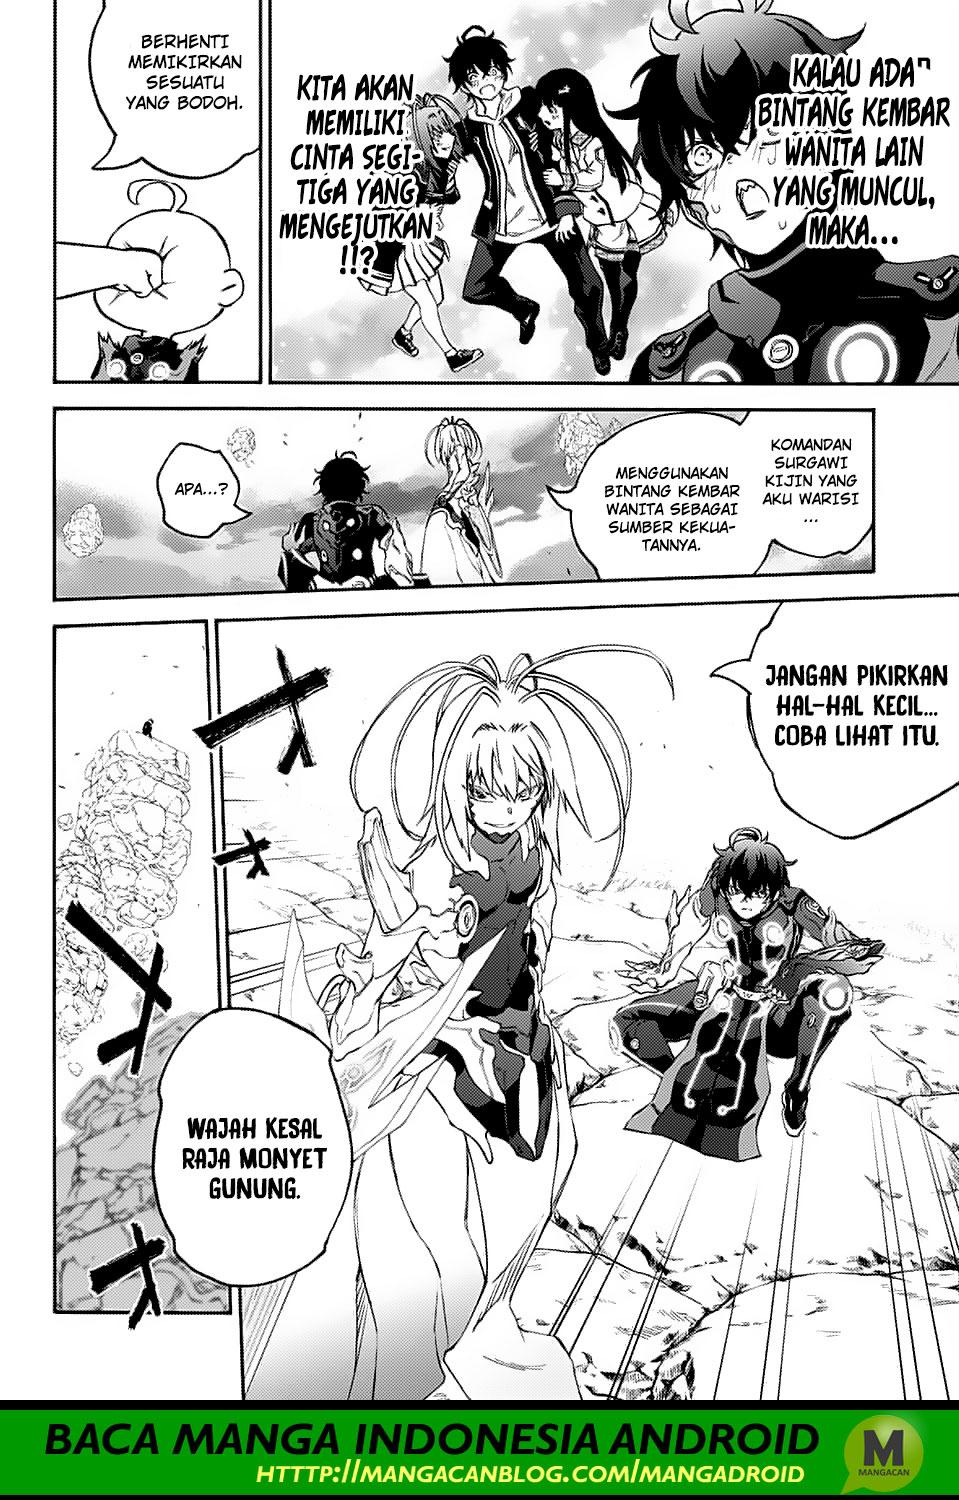 KALAU ADA
BINTANG KEMBAR
WANITA LAIN
YANG MUNCUL,
MAKA...
KITA AKAN
MEMILIKI
CINTA SEGI-
TIGA YANG
MENGEJUTKAN
!!?
BERHENTI
MEMIKIRKAN
SESUATU
YANG BODOH.
KOMANDAN
SURGAWI
KIJIN YANG
AKU WARISI
...
MENGGUNAKAN
BINTANG KEMBAR
WANITA SEBAGAI
SUMBER KEKUA-
TANNYA.
APA...?
JANGAN PIKIRKAN
HAL-HAL KECIL...
COBA LIHAT ITU.
WAJAH KESAL
RAJA MONYET
GUNUNG.
BACA MANGA INDONESIA ANDROID
HTTTP://MANGACANBLOG.COM/MANGADROID
M
MANGACAN